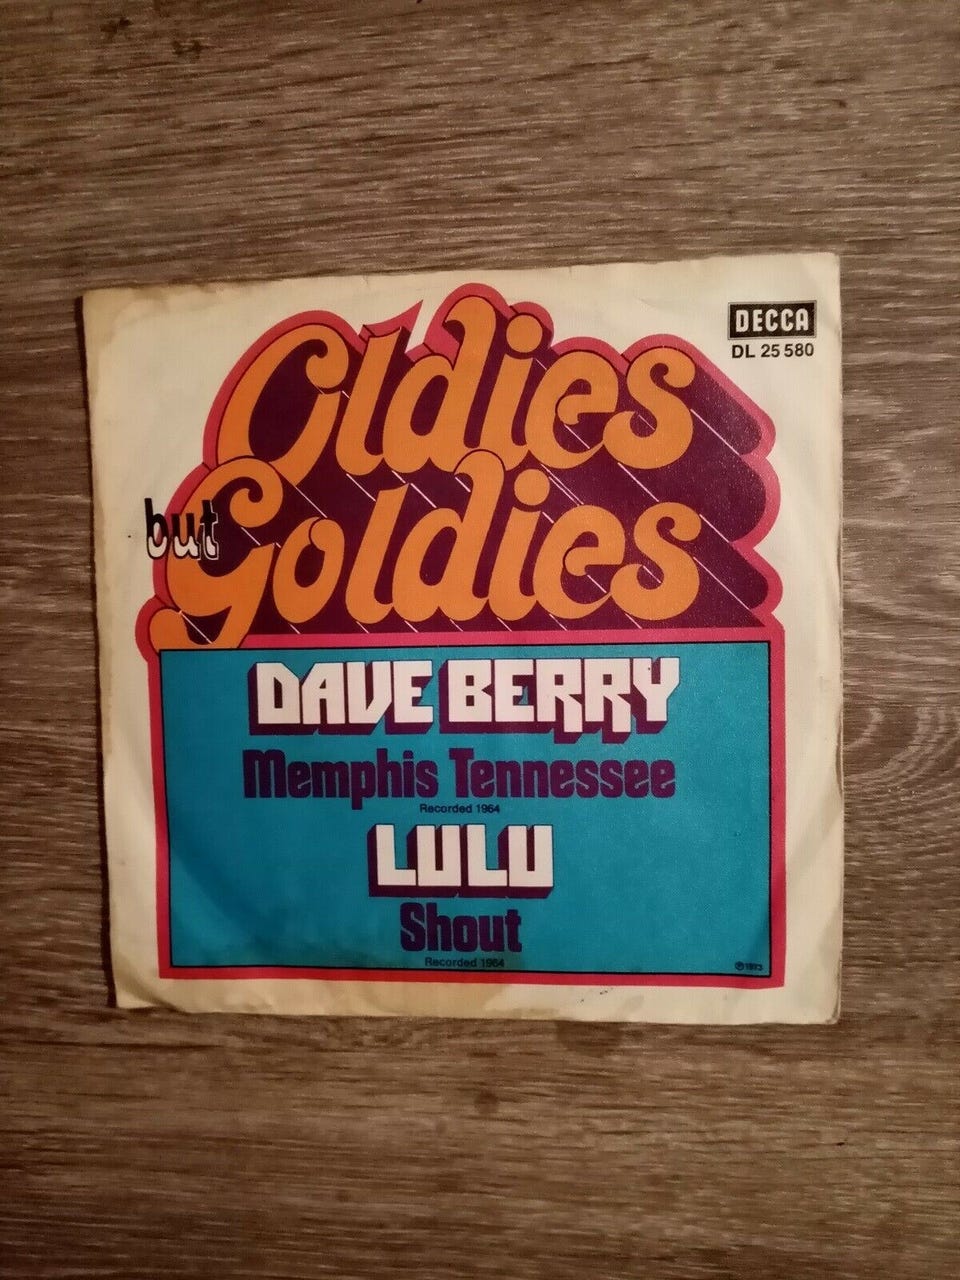 DECCA
DL 25 580
Oldies
but
Goldies
DAVE BERRY
Memphis Tennessee
Recorded 1964
LULU
Shout
Recorded 1964
℗1973